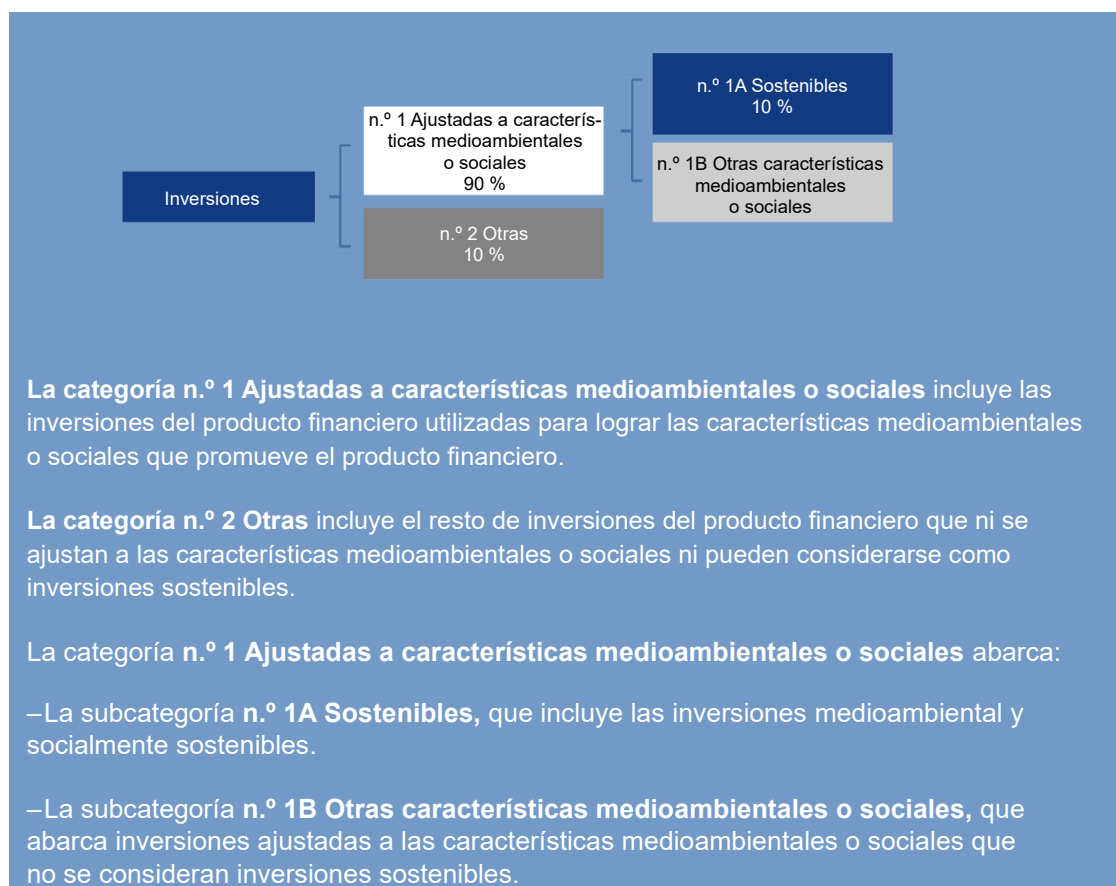 n.º 1A Sostenibles
10 %
n.º 1 Ajustadas a caracterís-
ticas medioambientales
o sociales
90 %
n.º 1B Otras características
medioambientales
o sociales
Inversiones
n.º 2 Otras
10 %
La categoría n.º 1 Ajustadas a características medioambientales o sociales incluye las
inversiones del producto financiero utilizadas para lograr las características medioambientales
o sociales que promueve el producto financiero.
La categoría n.º 2 Otras incluye el resto de inversiones del producto financiero que ni se
ajustan a las características medioambientales o sociales ni pueden considerarse como
inversiones sostenibles.
La categoría n.º 1 Ajustadas a características medioambientales o sociales abarca:
–La subcategoría n.º 1A Sostenibles, que incluye las inversiones medioambiental y
socialmente sostenibles.
–La subcategoría n.º 1B Otras características medioambientales o sociales, que
abarca inversiones ajustadas a las características medioambientales o sociales que
no se consideran inversiones sostenibles.